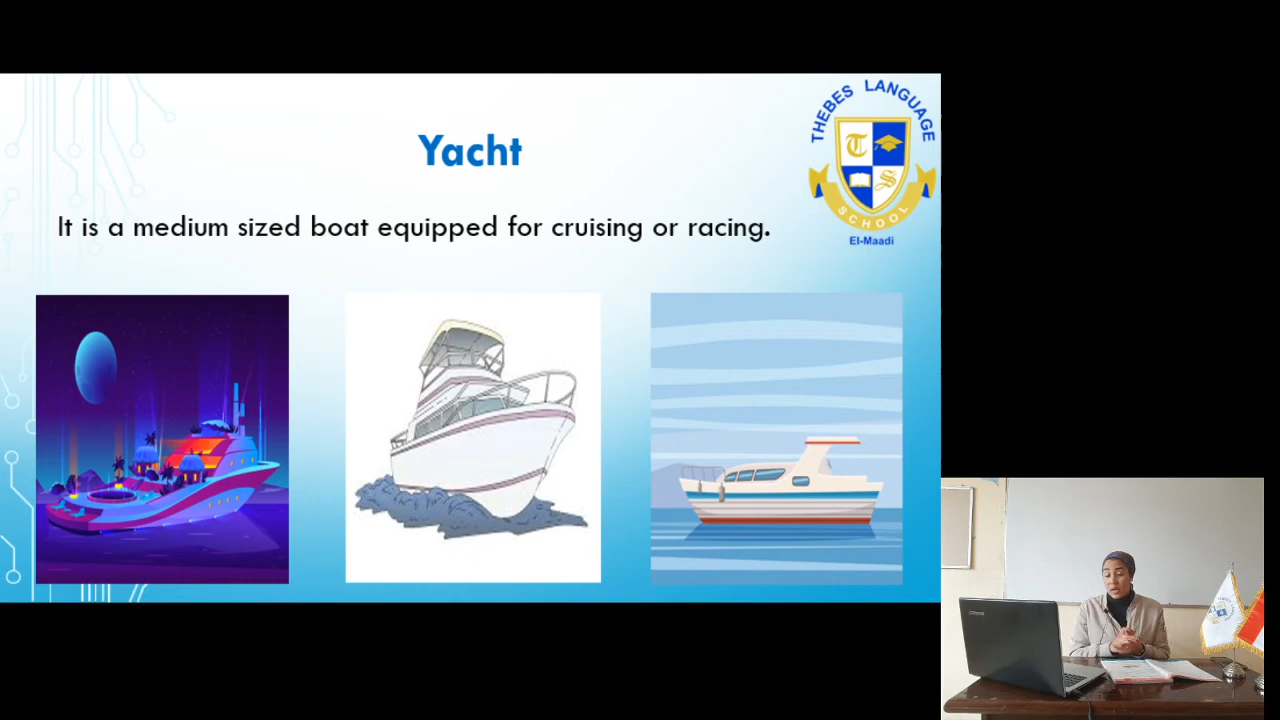 Yacht
It is a medium sized boat equipped for cruising or racing.
THEBES LANGUAGE
T
S
SCHOOL
El-Maadi